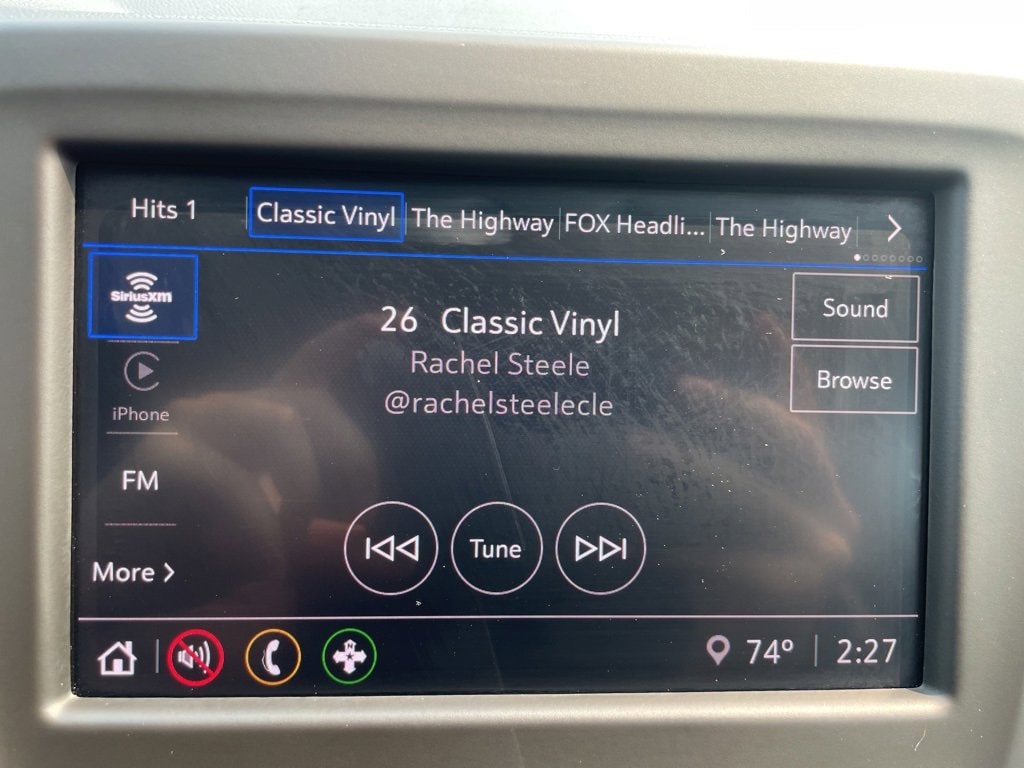 Hits 1
Classic Vinyl
The Highway
FOX Headli...
The Highway
SiriusXM
26 Classic Vinyl
Rachel Steele
@rachelsteelecle
Sound
Browse
iPhone
FM
More
Tune
74°
2:27